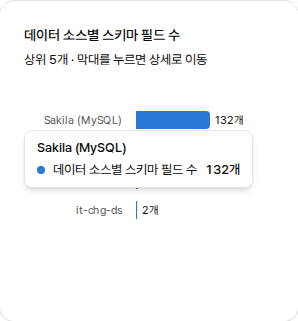 데이터 소스별 스키마 필드 수
상위 5개 · 막대를 누르면 상세로 이동
Sakila (MySQL) 132개
Sakila (MySQL)
데이터 소스별 스키마 필드 수 132개
it-chg-ds 2개